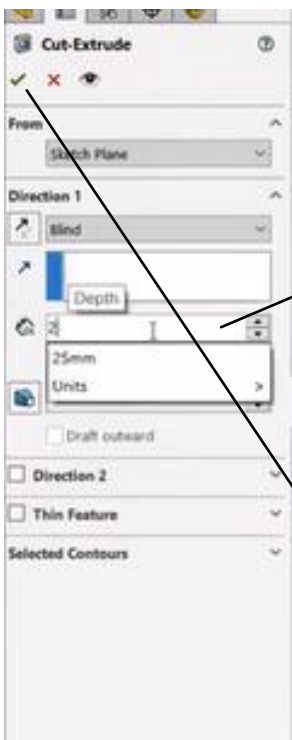 Cut-Extrude
From
Sketch Plane
Direction 1
Blind
Depth
2
25mm
Units
Draft outward
Direction 2
Thin Feature
Selected Contours